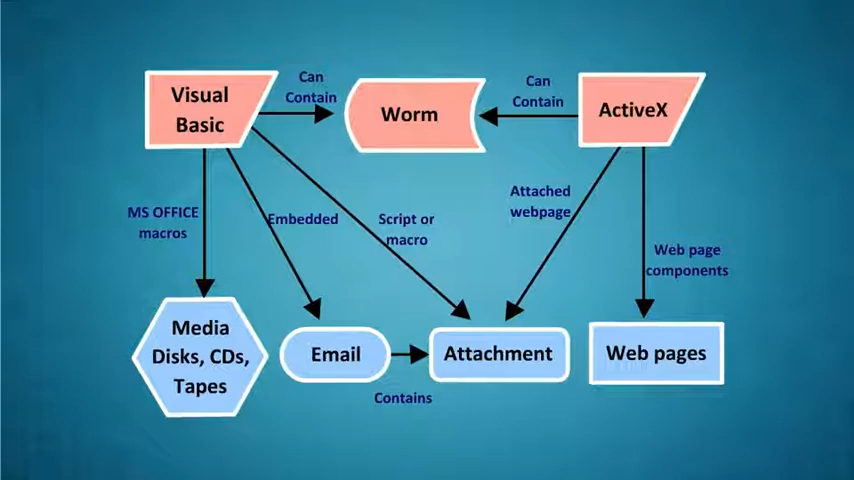 Visual
Basic
Can
Contain
Worm
Can
Contain
ActiveX
MS OFFICE
macros
Embedded
Script or
macro
Attached
webpage
Web page
components
Media
Disks, CDs,
Tapes
Email
Contains
Attachment
Web pages